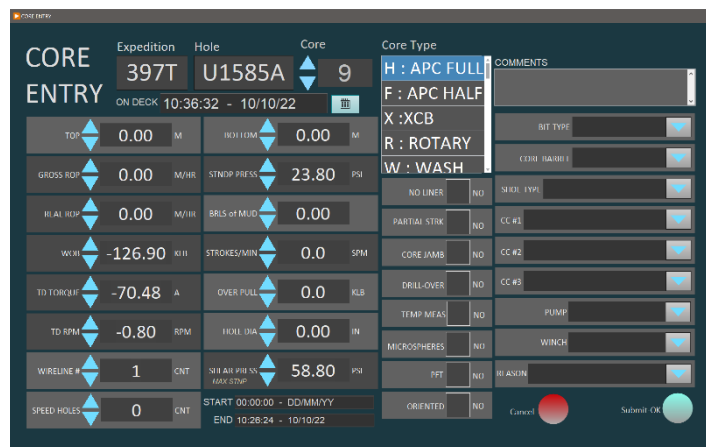 CORE ENTRY
CORE
ENTRY
Expedition Hole Core
397T U1585A 9
ON DECK 10:36:32 - 10/10/22
Core Type
H : APC FULL
F : APC HALF
X :XCB
R : ROTARY
W : WASH
COMMENTS
TOP 0.00 M
BOTTOM 0.00 M
GROSS ROP 0.00 M/HR
STNDP PRESS 23.80 PSI
REAL ROP 0.00 M/HR
BRLS of MUD 0.00
WOB -126.90 KLB
STROKES/MIN 0.0 SPM
TD TORQUE -70.48 A
OVER PULL 0.0 KLB
TD RPM -0.80 RPM
HOLE DIA 0.00 IN
WIRELINE # 1 CNT
SHEAR PRESS 58.80 PSI
MAX STNP
SPEED HOLES 0 CNT
START 00:00:00 - DD/MM/YY
END 10:26:24 - 10/10/22
NO LINER NO
PARTIAL STRK NO
CORE JAMB NO
DRILL-OVER NO
TEMP MEAS NO
MICROSPHERES NO
PFT NO
ORIENTED NO
BIT TYPE
CORE BARREL
SHOE TYPE
CC #1
CC #2
CC #3
PUMP
WINCH
REASON
Cancel
Submit OK